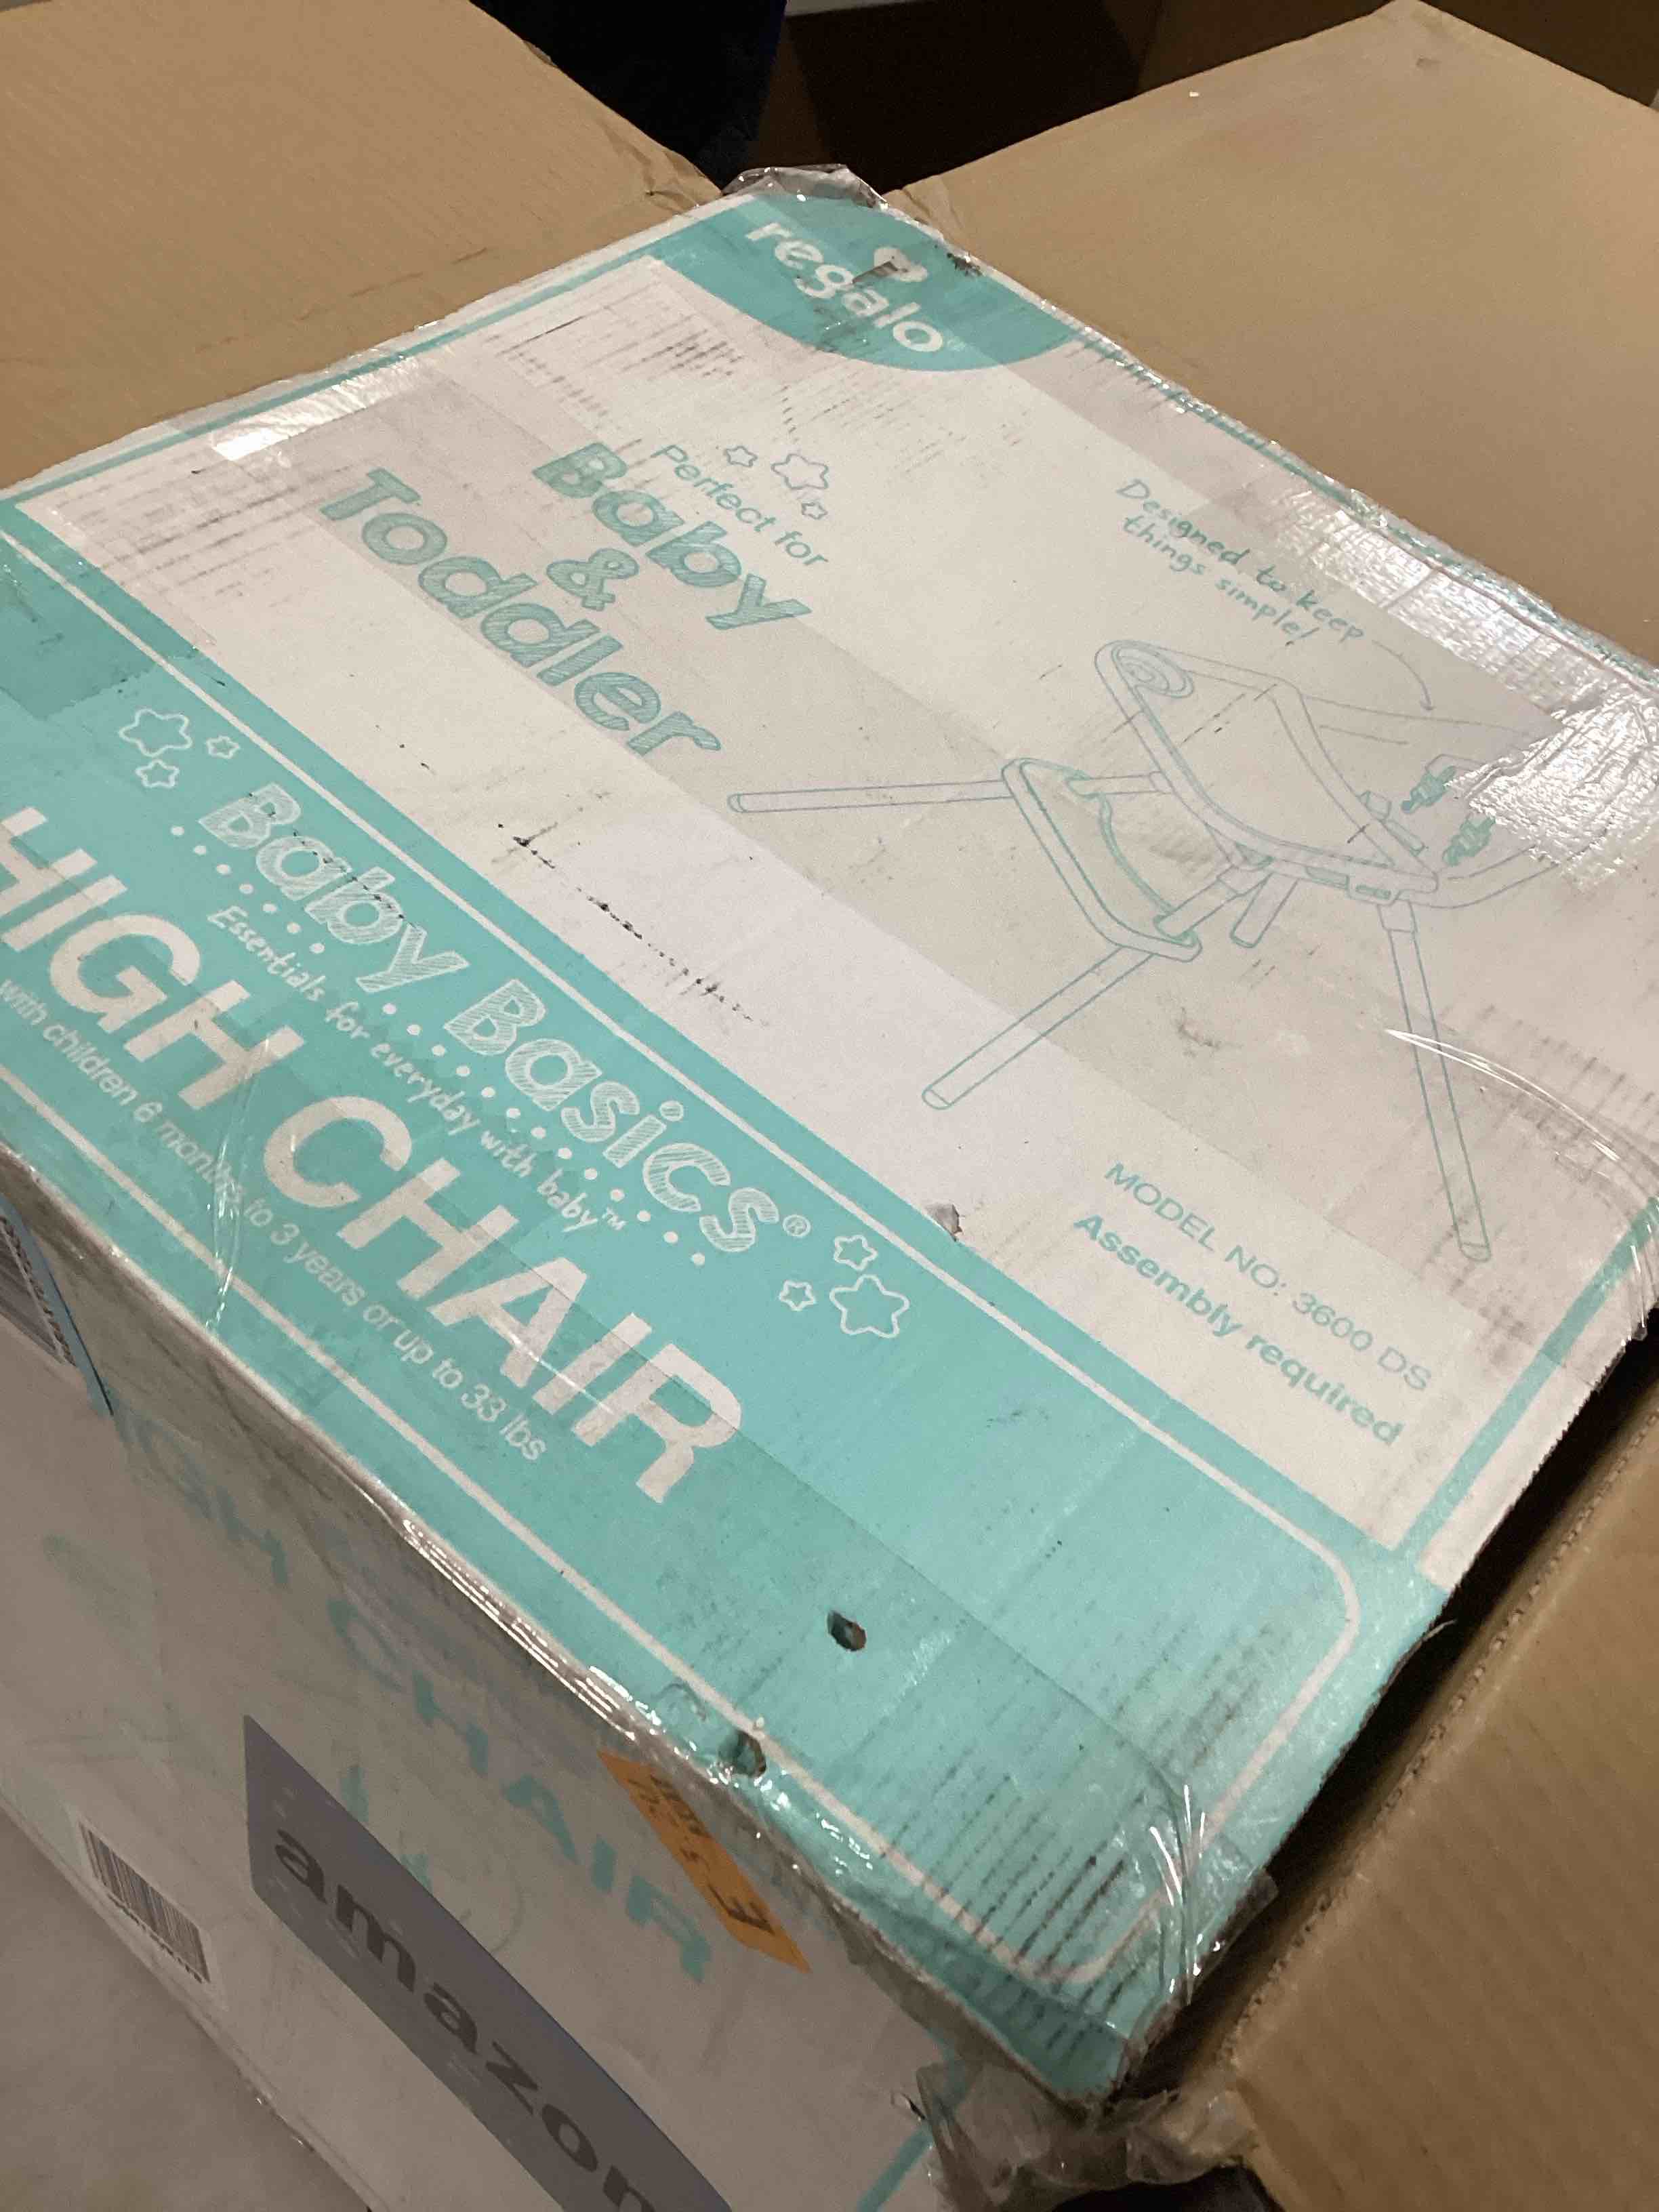 regalo
Designed to keep
things simple!
Perfect for
Baby
&
Toddler
MODEL NO: 3600 DS
Assembly required
Baby Basics®
Essentials for everyday with baby™
HIGH CHAIR
with children 6 months to 3 years or up to 33 lbs
HIGH CHAIR
amazon